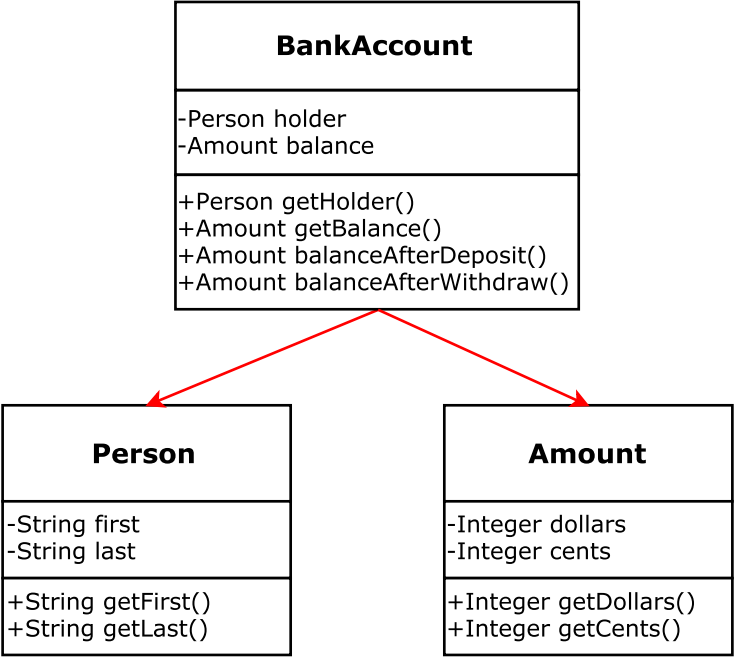 BankAccount
-Person holder
-Amount balance
+Person getHolder()
+Amount getBalance()
+Amount balanceAfterDeposit()
+Amount balanceAfterWithdraw()
Person
-String first
-String last
+String getFirst()
+String getLast()
Amount
-Integer dollars
-Integer cents
+Integer getDollars()
+Integer getCents()